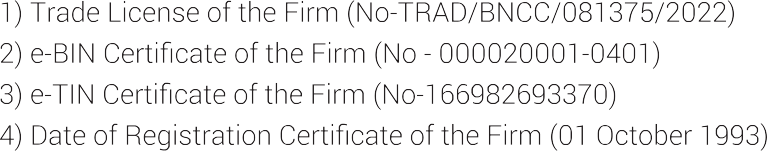 1) Trade License of the Firm (No-TRAD/BNCC/081375/2022)
2) e-BIN Certificate of the Firm (No - 000020001-0401)
3) e-TIN Certificate of the Firm (No-166982693370)
4) Date of Registration Certificate of the Firm (01 October 1993)